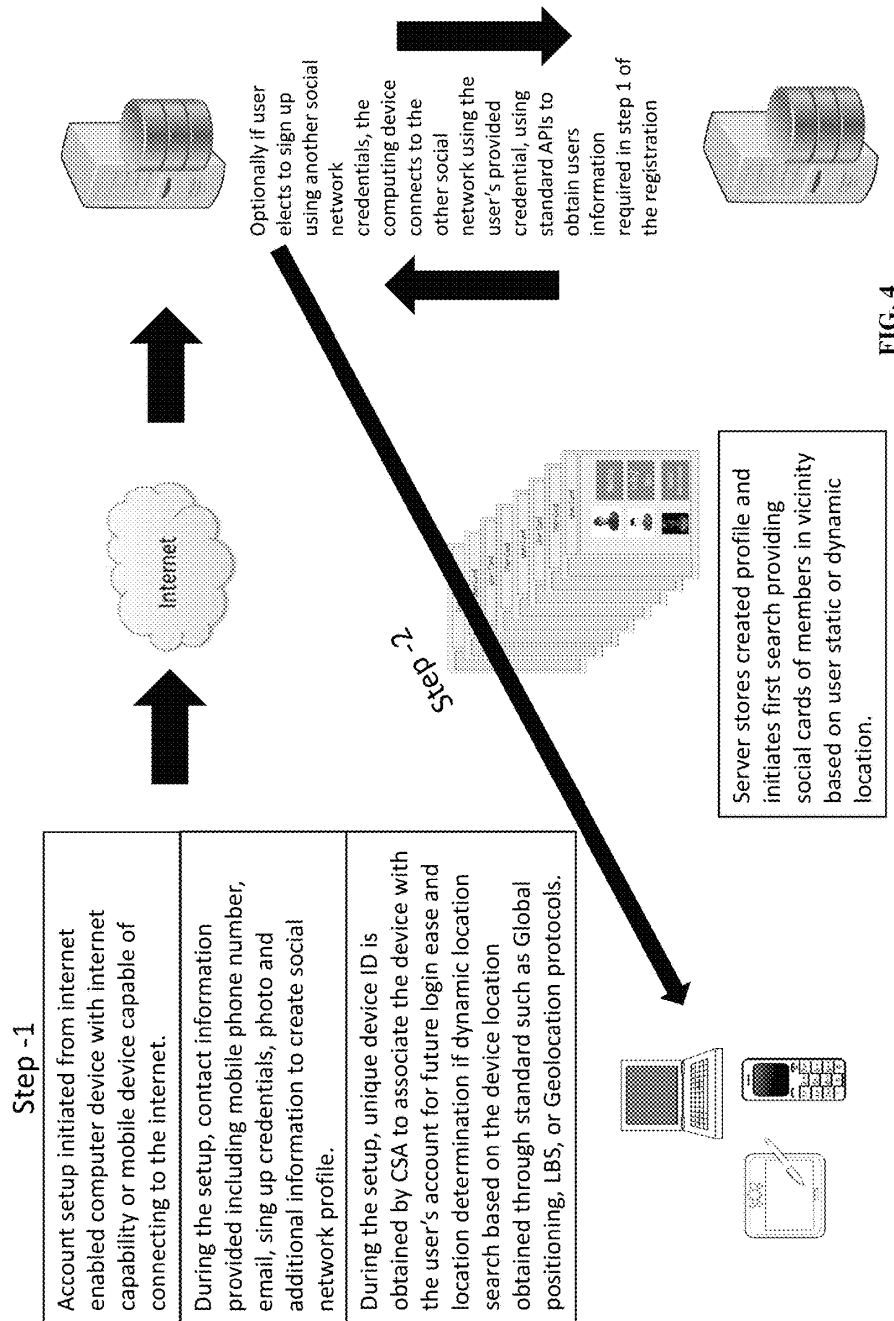 Step -1
Account setup initiated from internet
enabled computer device with internet
capability or mobile device capable of
connecting to the internet.
During the setup, contact information
provided including mobile phone number,
email, sing up credentials, photo and
additional information to create social
network profile.
During the setup, unique device ID is
obtained by CSA to associate the device with
the user's account for future login ease and
location determination if dynamic location
search based on the device location
obtained through standard such as Global
positioning, LBS, or Geolocation protocols.
Internet
Optionally if user
elects to sign up
using another social
network
credentials, the
computing device
connects to the
other social
network using the
user's provided
credential, using
standard APIs to
obtain users
information
required in step 1 of
the registration
Step -2
Server stores created profile and
initiates first search providing
social cards of members in vicinity
based on user static or dynamic
location.
FIG. 4